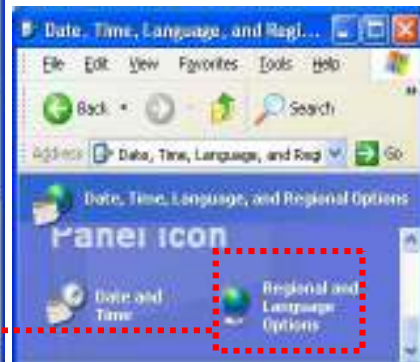 Date, Time, Language, and Regi...
File Edit View Favorites Tools Help
Back Search
Address Date, Time, Language, and Regi Go
Date, Time, Language, and Regional Options
Panel icon
Date and
Time
Regional and
Language
Options